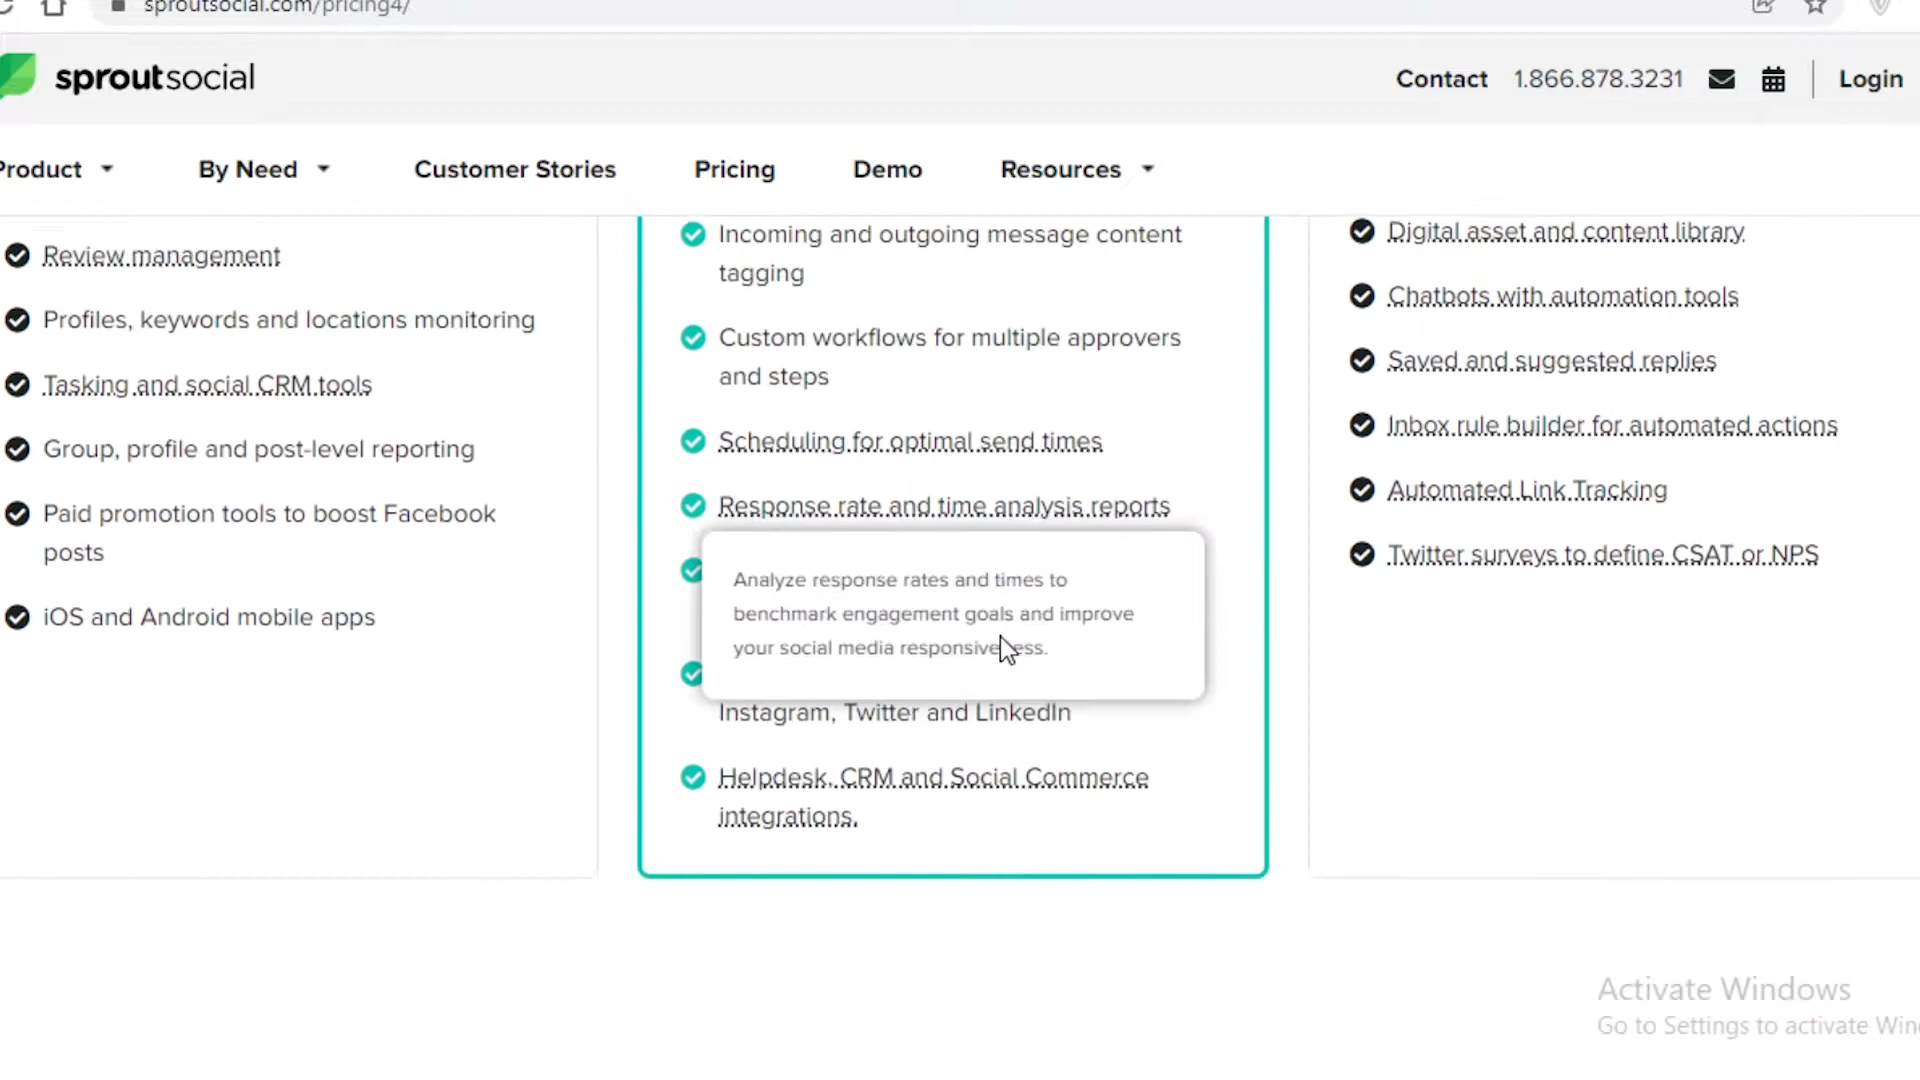 sproutsocial.com/pricing4/
sproutsocial
Contact 1.866.878.3231 Login
Product By Need Customer Stories Pricing Demo Resources
Review management
Profiles, keywords and locations monitoring
Tasking and social CRM tools
Group, profile and post-level reporting
Paid promotion tools to boost Facebook
posts
iOS and Android mobile apps
Incoming and outgoing message content
tagging
Custom workflows for multiple approvers
and steps
Scheduling for optimal send times
Response rate and time analysis reports
Analyze response rates and times to
benchmark engagement goals and improve
your social media responsiveness.
Instagram, Twitter and LinkedIn
Helpdesk, CRM and Social Commerce
integrations.
Digital asset and content library
Chatbots with automation tools
Saved and suggested replies
Inbox rule builder for automated actions
Automated Link Tracking
Twitter surveys to define CSAT or NPS
Activate Windows
Go to Settings to activate Win